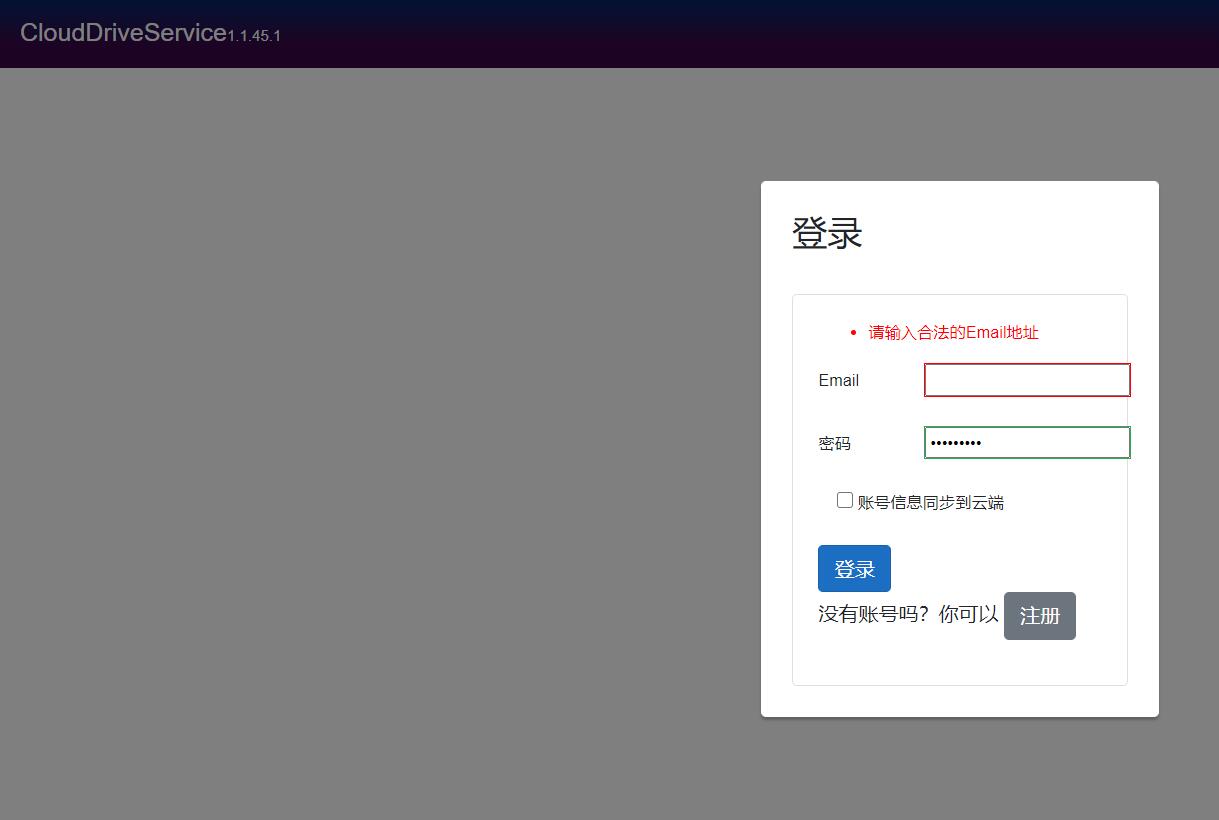 CloudDriveService1.1.45.1
登录
请输入合法的Email地址
Email
密码
账号信息同步到云端
登录
没有账号吗？你可以 注册